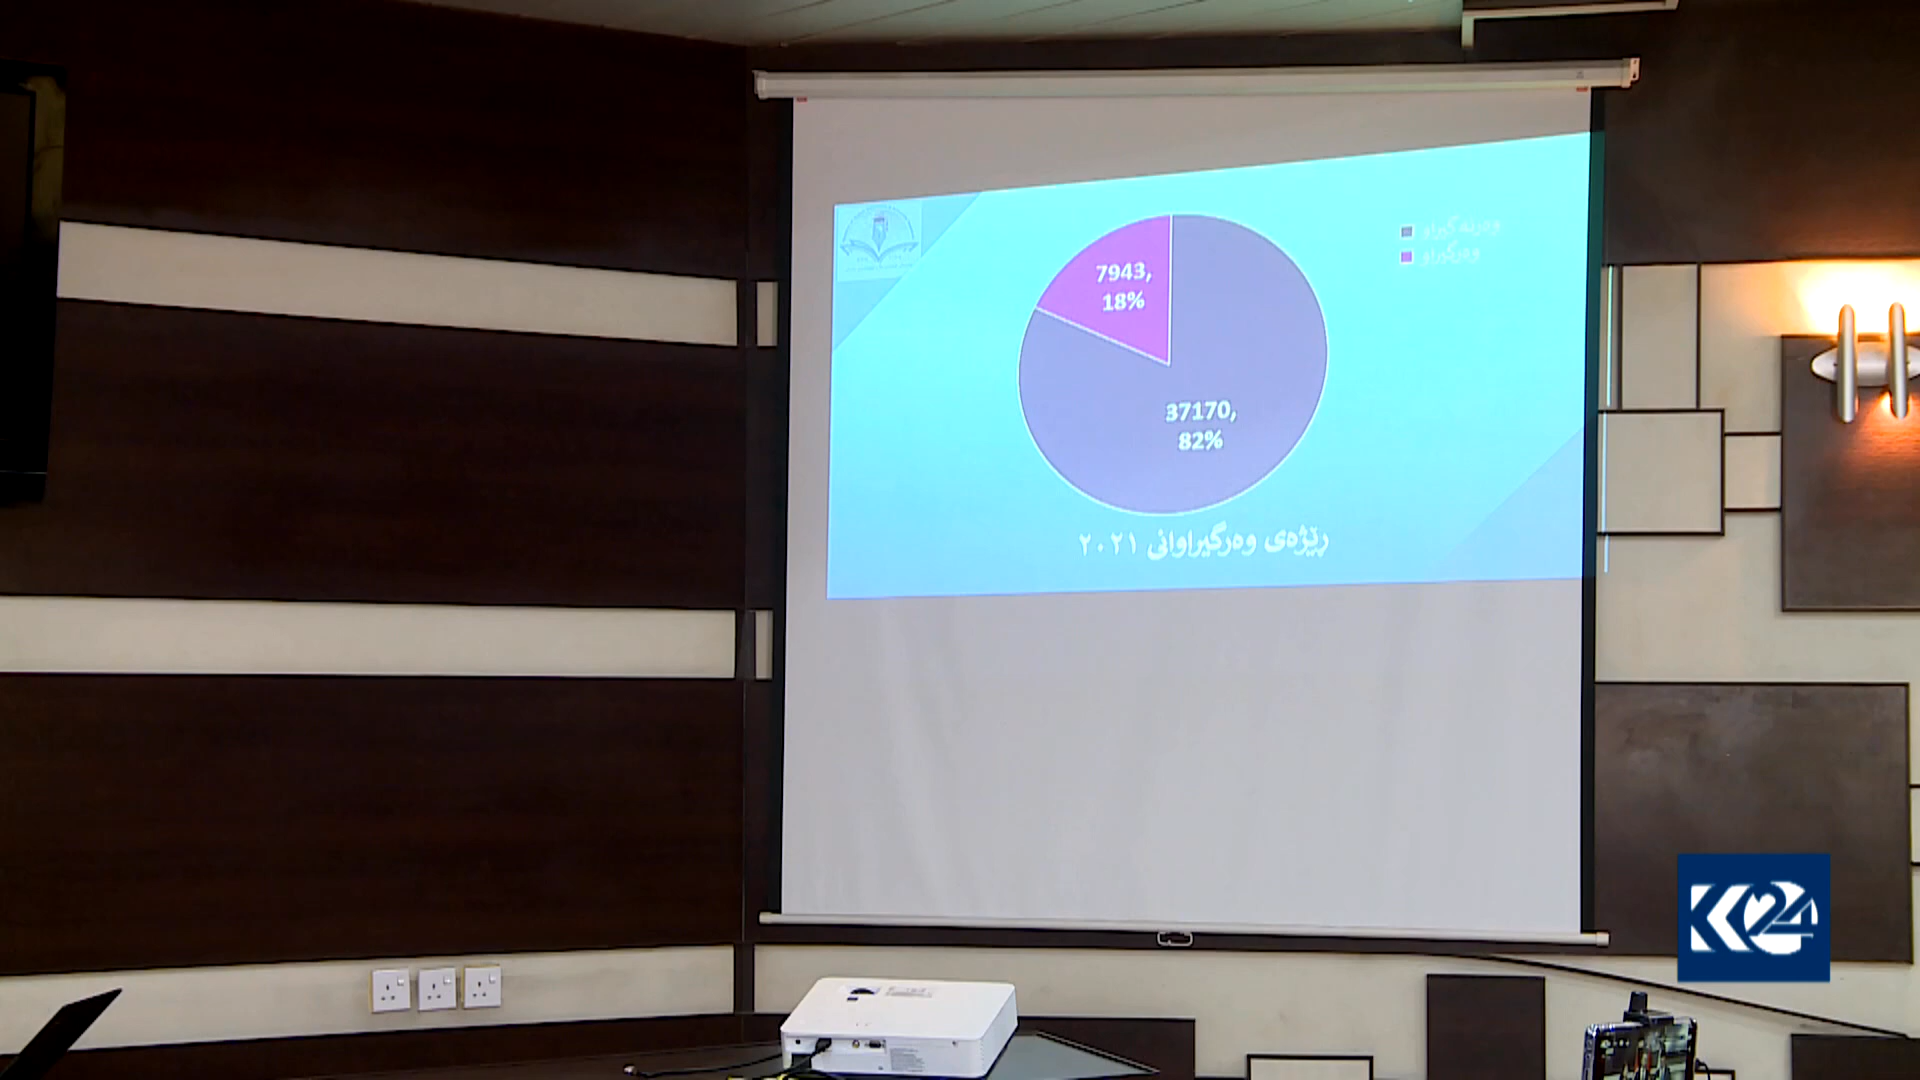 وەرنەگیراو
وەرگیراو
7943,
18%
37170,
82%
ڕێژەی وەرگیراوانی ٢٠٢١
K24